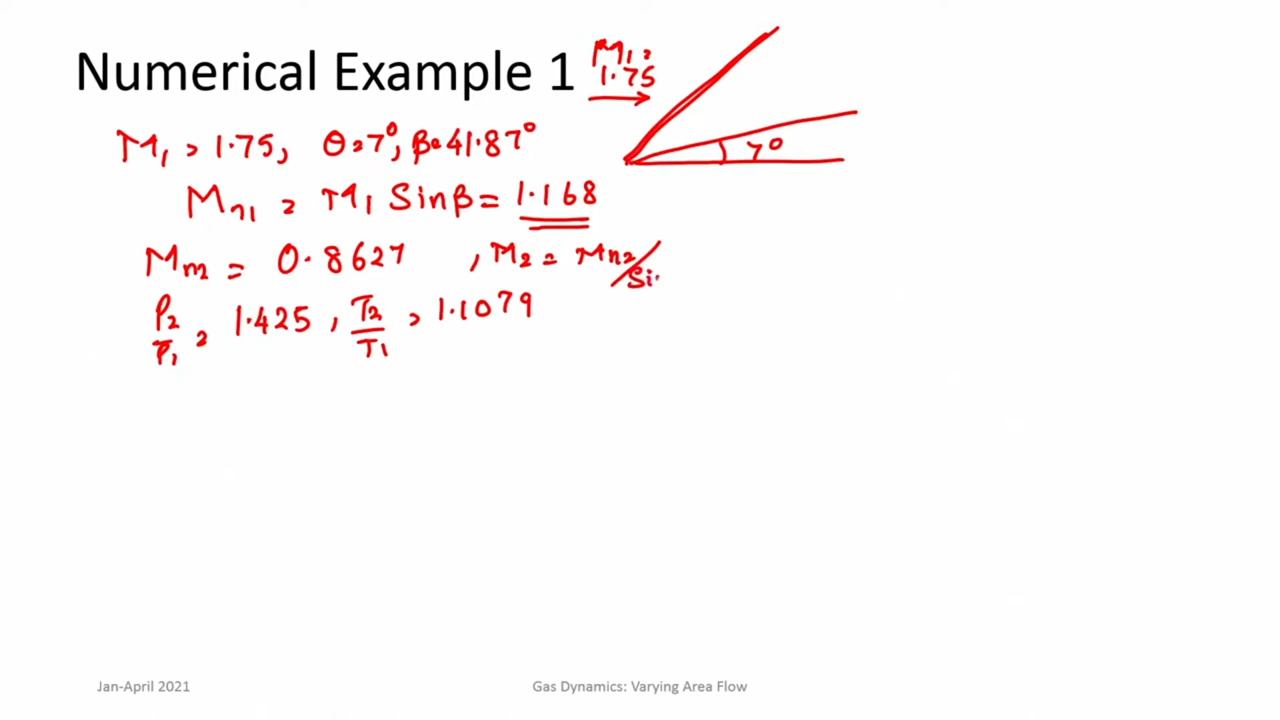 Numerical Example 1
M1 = 1.75
M1 = 1.75, θ = 7°, β = 41.87°
7°
Mn1 = M1 Sinβ = 1.168
Mn2 = 0.8627 , M2 = Mn2/Si
P2/P1 = 1.425 , T2/T1 = 1.1079
Jan-April 2021
Gas Dynamics: Varying Area Flow